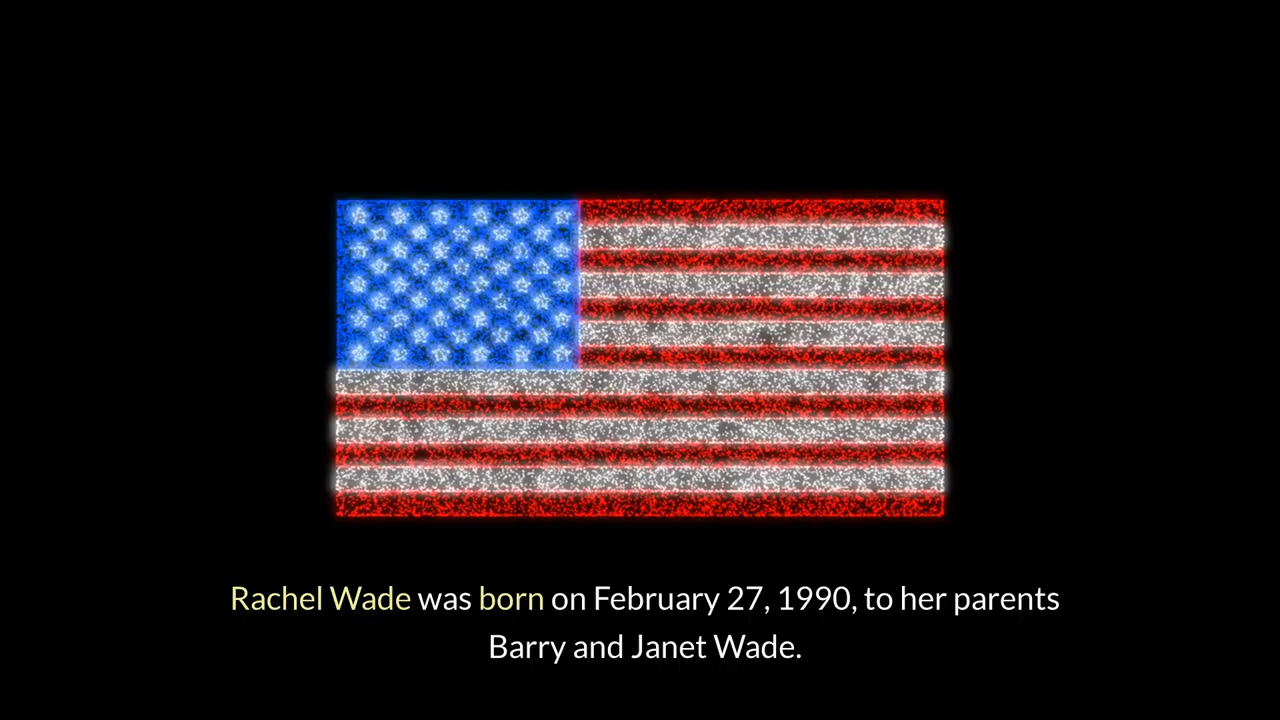 Rachel Wade was born on February 27, 1990, to her parents
Barry and Janet Wade.